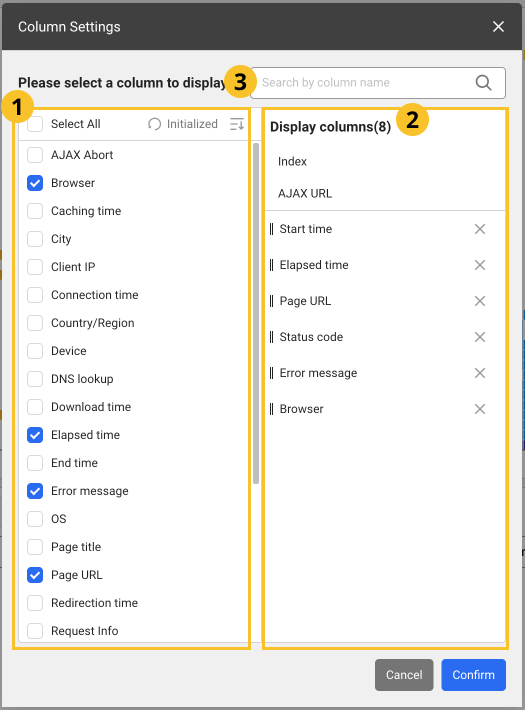 Column Settings
Please select a column to display
3
Search by column name
1
Select All
Initialized
AJAX Abort
Browser
Caching time
City
Client IP
Connection time
Country/Region
Device
DNS lookup
Download time
Elapsed time
End time
Error message
OS
Page title
Page URL
Redirection time
Request Info
Display columns(8)
2
Index
AJAX URL
Start time
Elapsed time
Page URL
Status code
Error message
Browser
Cancel
Confirm